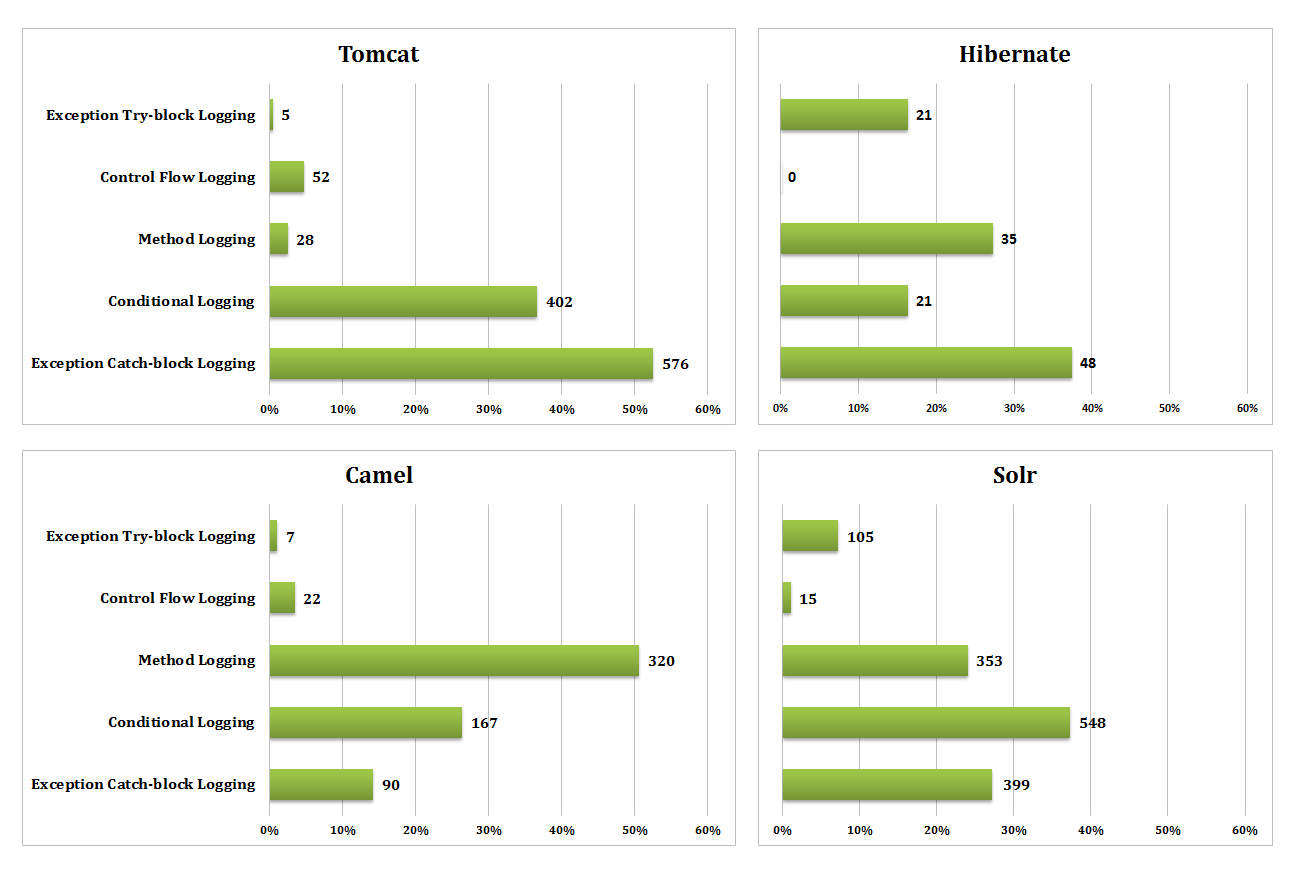 Tomcat
Exception Try-block Logging 5
Control Flow Logging 52
Method Logging 28
Conditional Logging 402
Exception Catch-block Logging 576
0% 10% 20% 30% 40% 50% 60%
Hibernate
21
0
35
21
48
0% 10% 20% 30% 40% 50% 60%
Camel
Exception Try-block Logging 7
Control Flow Logging 22
Method Logging 320
Conditional Logging 167
Exception Catch-block Logging 90
0% 10% 20% 30% 40% 50% 60%
Solr
105
15
353
548
399
0% 10% 20% 30% 40% 50% 60%